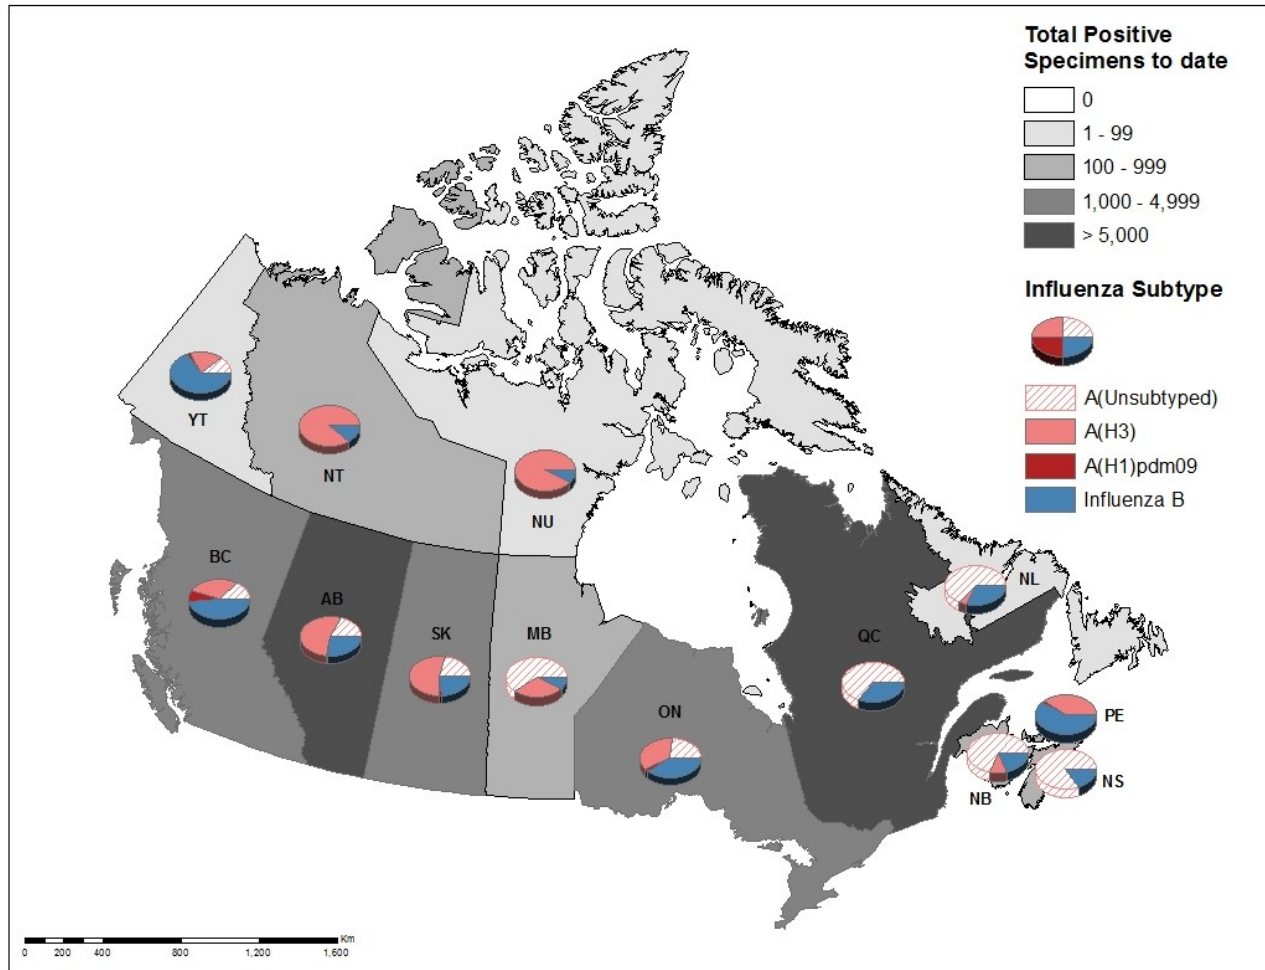 Total Positive
Specimens to date
0
1 - 99
100 - 999
1,000 - 4,999
> 5,000
Influenza Subtype
A(Unsubtyped)
A(H3)
A(H1)pdm09
Influenza B
YT
NT
NU
BC
AB
SK
MB
ON
QC
NL
PE
NB
NS
Km
0 200 400 800 1,200 1,600